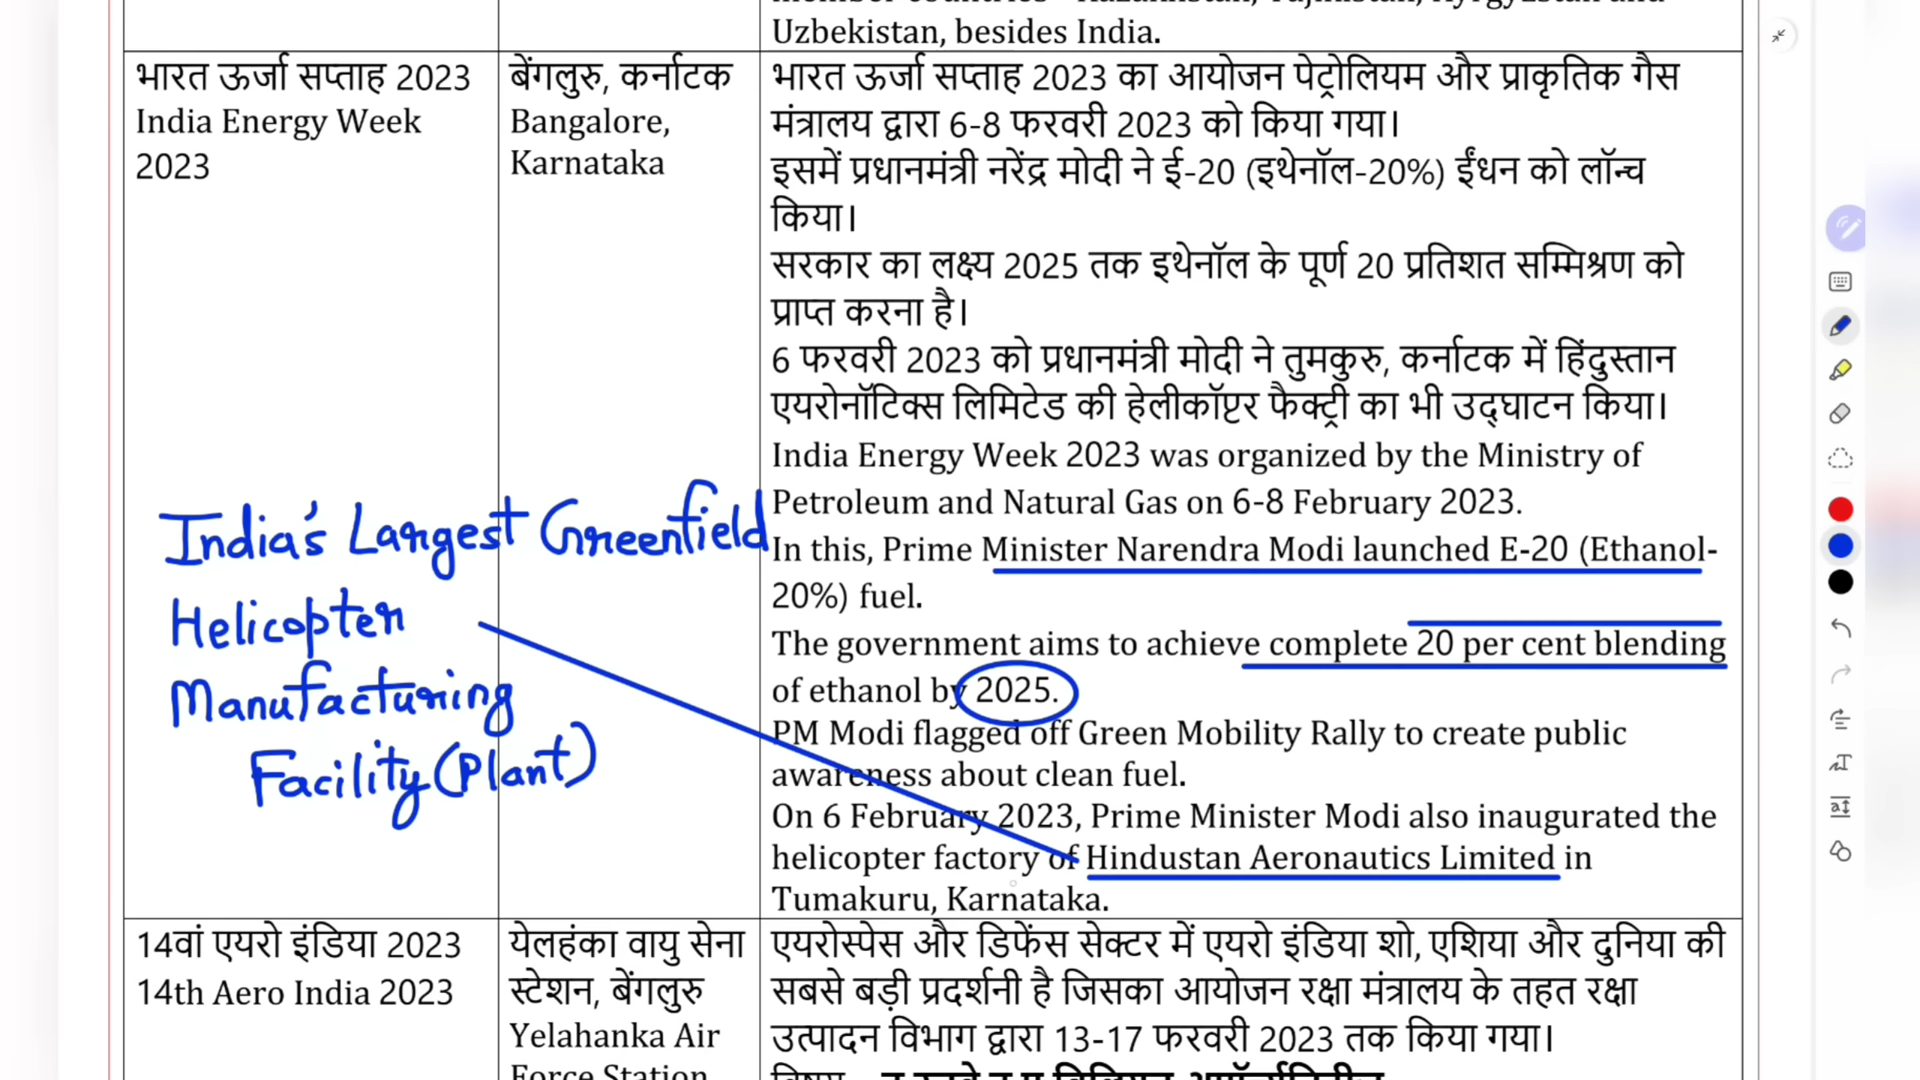 Uzbekistan, besides India.
भारत ऊर्जा सप्ताह 2023
India Energy Week
2023
बेंगलुरु, कर्नाटक
Bangalore,
Karnataka
भारत ऊर्जा सप्ताह 2023 का आयोजन पेट्रोलियम और प्राकृतिक गैस
मंत्रालय द्वारा 6-8 फरवरी 2023 को किया गया।
इसमें प्रधानमंत्री नरेंद्र मोदी ने ई-20 (इथेनॉल-20%) ईंधन को लॉन्च
किया।
सरकार का लक्ष्य 2025 तक इथेनॉल के पूर्ण 20 प्रतिशत सम्मिश्रण को
प्राप्त करना है।
6 फरवरी 2023 को प्रधानमंत्री मोदी ने तुमकुरु, कर्नाटक में हिंदुस्तान
एयरोनॉटिक्स लिमिटेड की हेलीकॉप्टर फैक्ट्री का भी उद्घाटन किया।
India Energy Week 2023 was organized by the Ministry of
Petroleum and Natural Gas on 6-8 February 2023.
In this, Prime Minister Narendra Modi launched E-20 (Ethanol-
20%) fuel.
The government aims to achieve complete 20 per cent blending
of ethanol by 2025.
PM Modi flagged off Green Mobility Rally to create public
awareness about clean fuel.
On 6 February 2023, Prime Minister Modi also inaugurated the
helicopter factory of Hindustan Aeronautics Limited in
Tumakuru, Karnataka.
India's Largest Greenfield
Helicopter
Manufacturing
Facility (Plant)
14वां एयरो इंडिया 2023
14th Aero India 2023
येलहंका वायु सेना
स्टेशन, बेंगलुरु
Yelahanka Air
Force Station
एयरोस्पेस और डिफेंस सेक्टर में एयरो इंडिया शो, एशिया और दुनिया की
सबसे बड़ी प्रदर्शनी है जिसका आयोजन रक्षा मंत्रालय के तहत रक्षा
उत्पादन विभाग द्वारा 13-17 फरवरी 2023 तक किया गया।